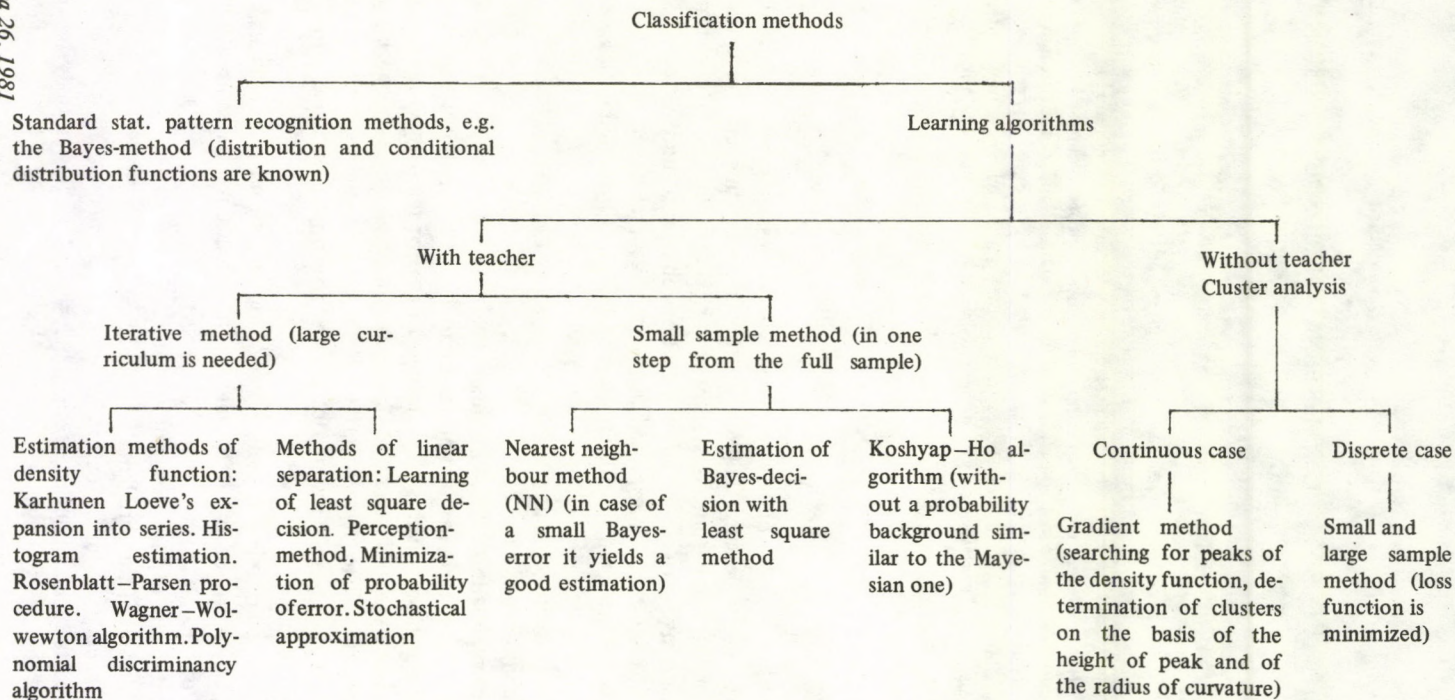 a 26, 1981
Classification methods
Standard stat. pattern recognition methods, e.g.
the Bayes-method (distribution and conditional
distribution functions are known)
Learning algorithms
With teacher
Without teacher
Cluster analysis
Iterative method (large cur-
riculum is needed)
Small sample method (in one
step from the full sample)
Estimation methods of
density function:
Karhunen Loeve's ex-
pansion into series. His-
togram estimation.
Rosenblatt–Parsen pro-
cedure. Wagner–Wol-
wewton algorithm. Poly-
nomial discriminancy
algorithm
Methods of linear
separation: Learning
of least square de-
cision. Perception-
method. Minimiza-
tion of probability
of error. Stochastical
approximation
Nearest neigh-
bour method
(NN) (in case of
a small Bayes-
error it yields a
good estimation)
Estimation of
Bayes-deci-
sion with
least square
method
Koshyap–Ho al-
gorithm (with-
out a probability
background sim-
ilar to the Maye-
sian one)
Continuous case
Gradient method
(searching for peaks of
the density function, de-
termination of clusters
on the basis of the
height of peak and of
the radius of curvature)
Discrete case
Small and
large sample
method (loss
function is
minimized)